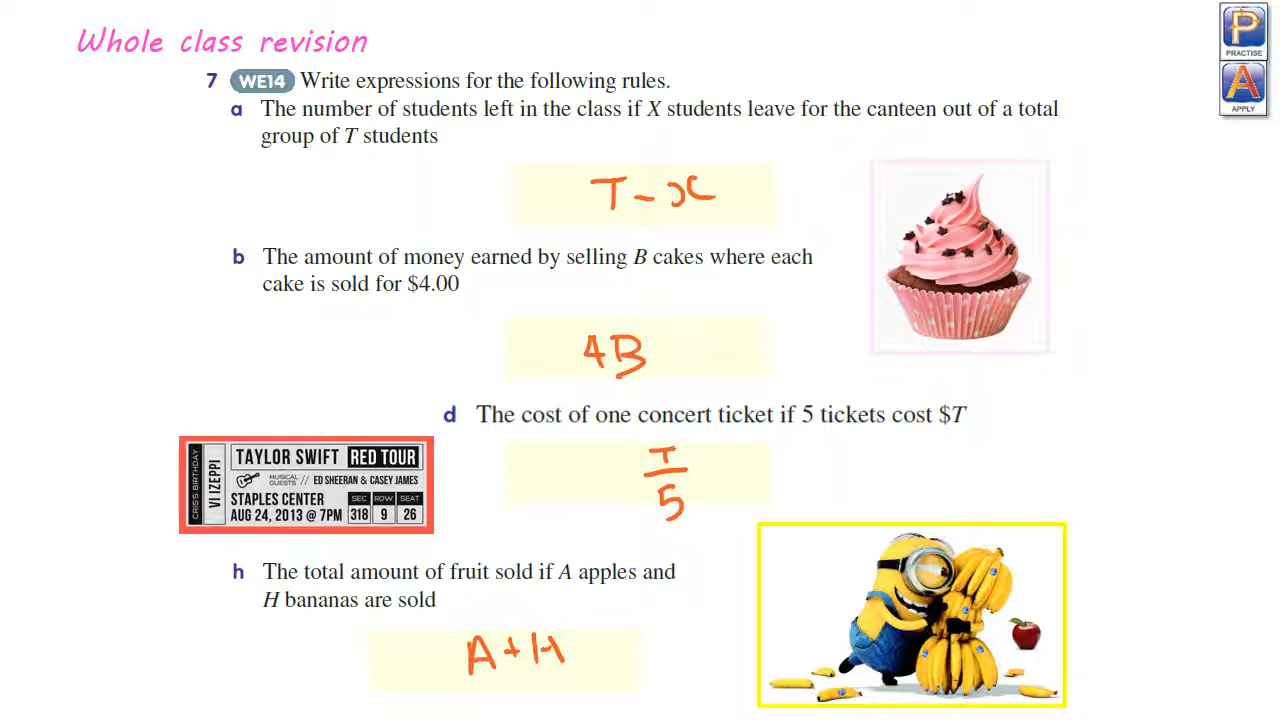 Whole class revision
PRACTISE
APPLY
7 WE14 Write expressions for the following rules.
a The number of students left in the class if X students leave for the canteen out of a total
group of T students
T - x
b The amount of money earned by selling B cakes where each
cake is sold for $4.00
4B
d The cost of one concert ticket if 5 tickets cost $T
T
5
CRIS'S BIRTHDAY
VI IZEPPI
TAYLOR SWIFT RED TOUR
MUSICAL GUESTS // ED SHEERAN & CASEY JAMES
STAPLES CENTER SEC ROW SEAT
AUG 24, 2013 @ 7PM 318 9 26
h The total amount of fruit sold if A apples and
H bananas are sold
A + H